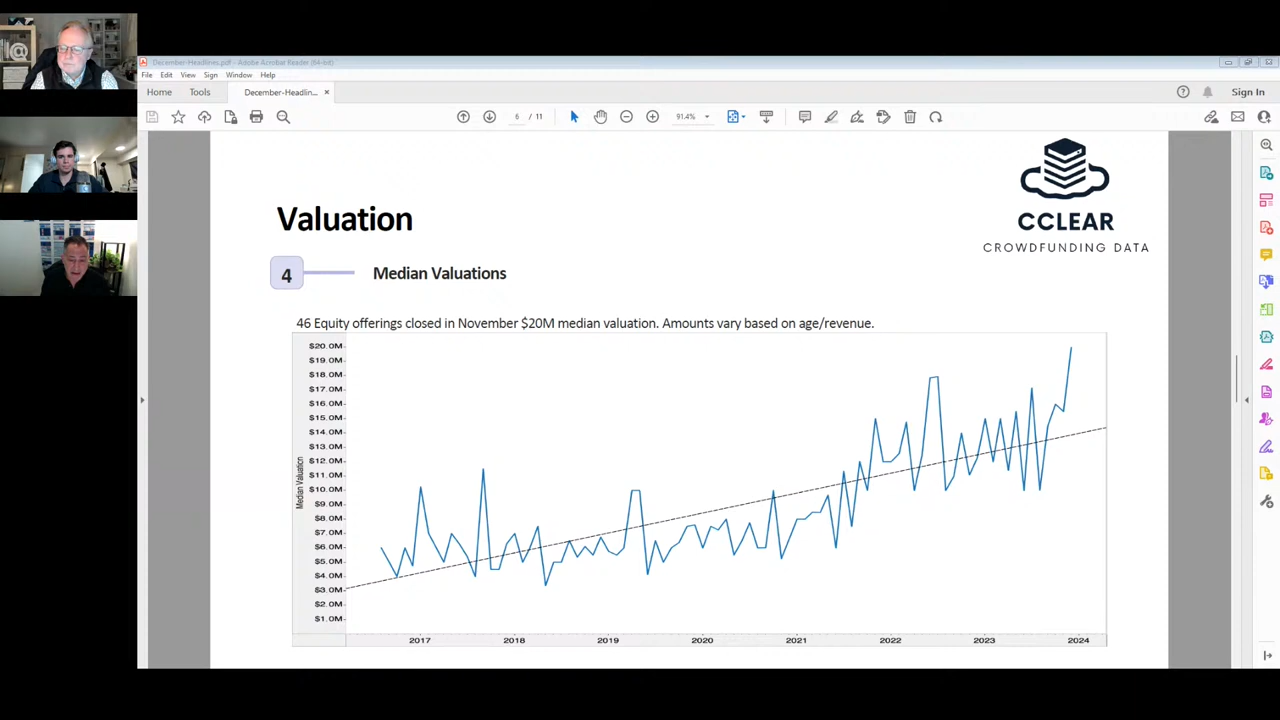 December-Headlines.pdf - Adobe Acrobat Reader (64-bit)
File Edit View Sign Window Help
Home Tools December-Headlin... × Sign In
6 / 11 91.4%
CCLEAR
CROWDFUNDING DATA
Valuation
4 Median Valuations
46 Equity offerings closed in November $20M median valuation. Amounts vary based on age/revenue.
Median Valuation
$20.0M
$19.0M
$18.0M
$17.0M
$16.0M
$15.0M
$14.0M
$13.0M
$12.0M
$11.0M
$10.0M
$9.0M
$8.0M
$7.0M
$6.0M
$5.0M
$4.0M
$3.0M
$2.0M
$1.0M
2017 2018 2019 2020 2021 2022 2023 2024